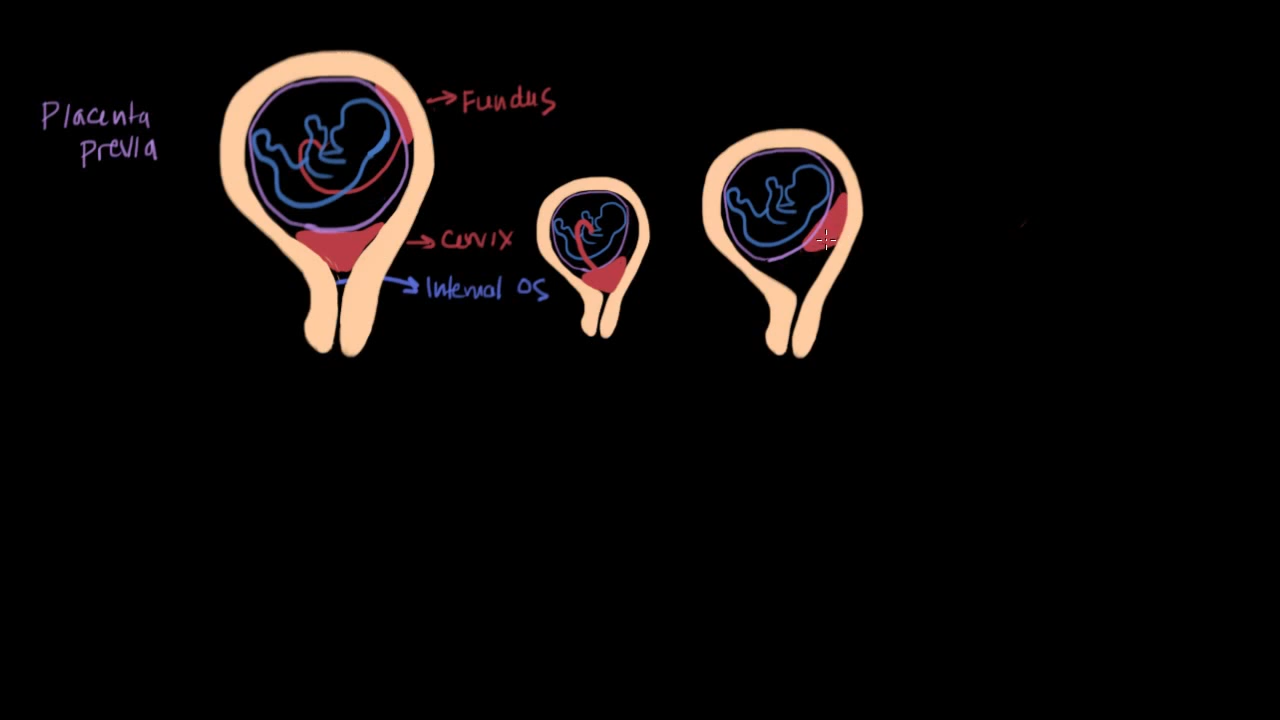 Placenta
previa
Fundus
Cervix
Internal OS